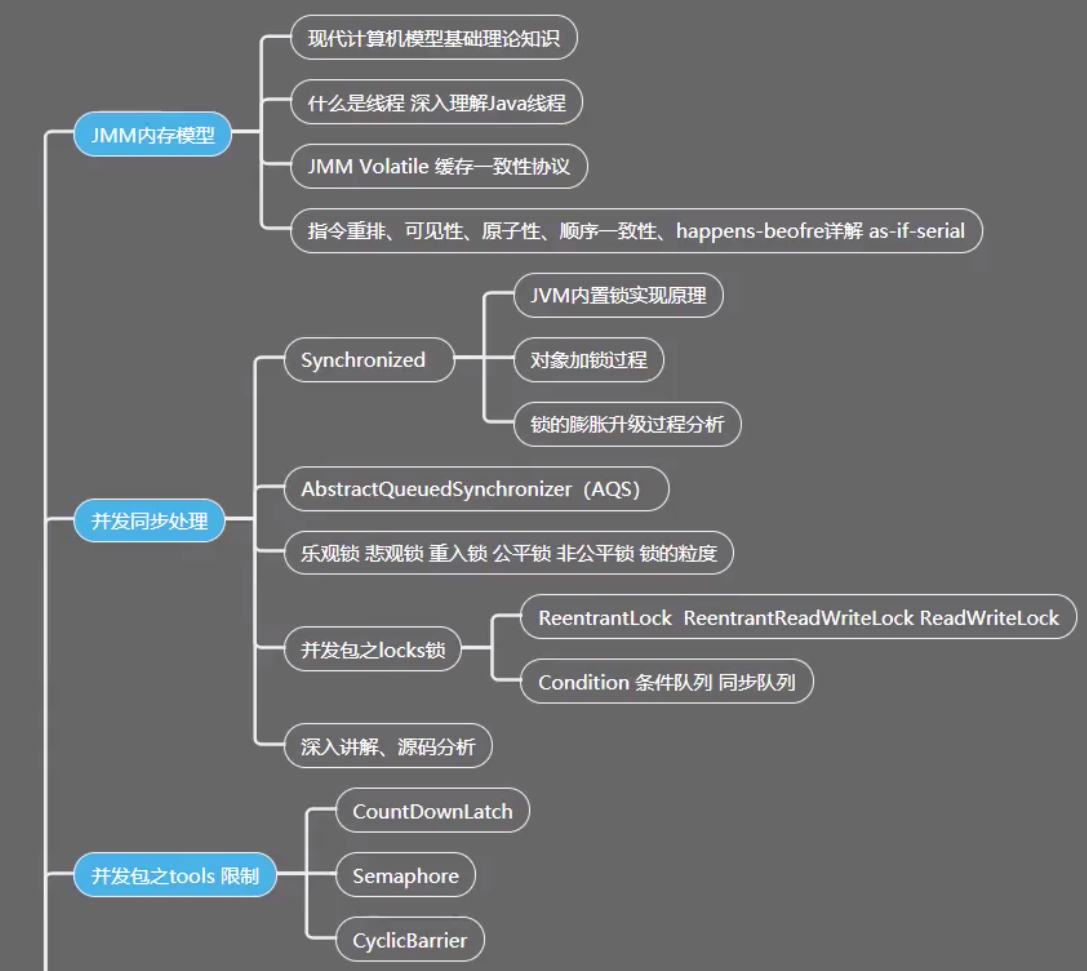 现代计算机模型基础理论知识
什么是线程 深入理解Java线程
JMM内存模型
JMM Volatile 缓存一致性协议
指令重排、可见性、原子性、顺序一致性、happens-beofre详解 as-if-serial
JVM内置锁实现原理
Synchronized
对象加锁过程
锁的膨胀升级过程分析
AbstractQueuedSynchronizer（AQS）
并发同步处理
乐观锁 悲观锁 重入锁 公平锁 非公平锁 锁的粒度
ReentrantLock  ReentrantReadWriteLock ReadWriteLock
并发包之locks锁
Condition 条件队列 同步队列
深入讲解、源码分析
CountDownLatch
并发包之tools 限制
Semaphore
CyclicBarrier